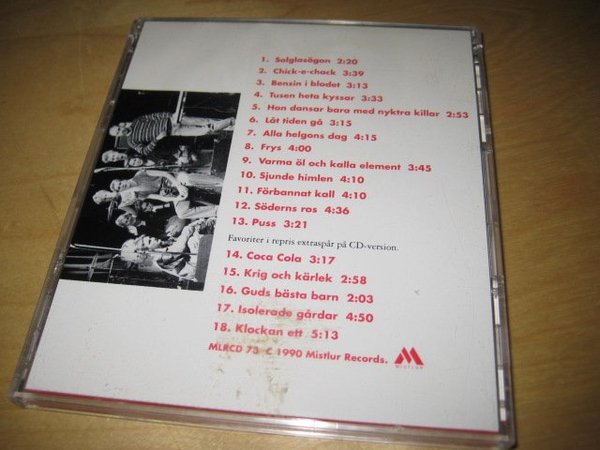 1. Solglasögon 2:20
2. Chick-e-chack 3:39
3. Bensin i blodet 3:13
4. Tusen heta kyssar 3:33
5. Hon dansar bara med nyktra killar 2:53
6. Låt tiden gå 3:15
7. Alla helgons dag 4:15
8. Frys 4:00
9. Varma öl och kalla element 3:45
10. Sjunde himlen 4:10
11. Förbannat kall 4:10
12. Söderns ros 4:36
13. Puss 3:21
Favoriter i repris extraspår på CD-version.
14. Coca Cola 3:17
15. Krig och kärlek 2:58
16. Guds bästa barn 2:03
17. Isolerade gårdar 4:50
18. Klockan ett 5:13
MLRCD 73 C 1990 Mistlur Records.
MISTLUR